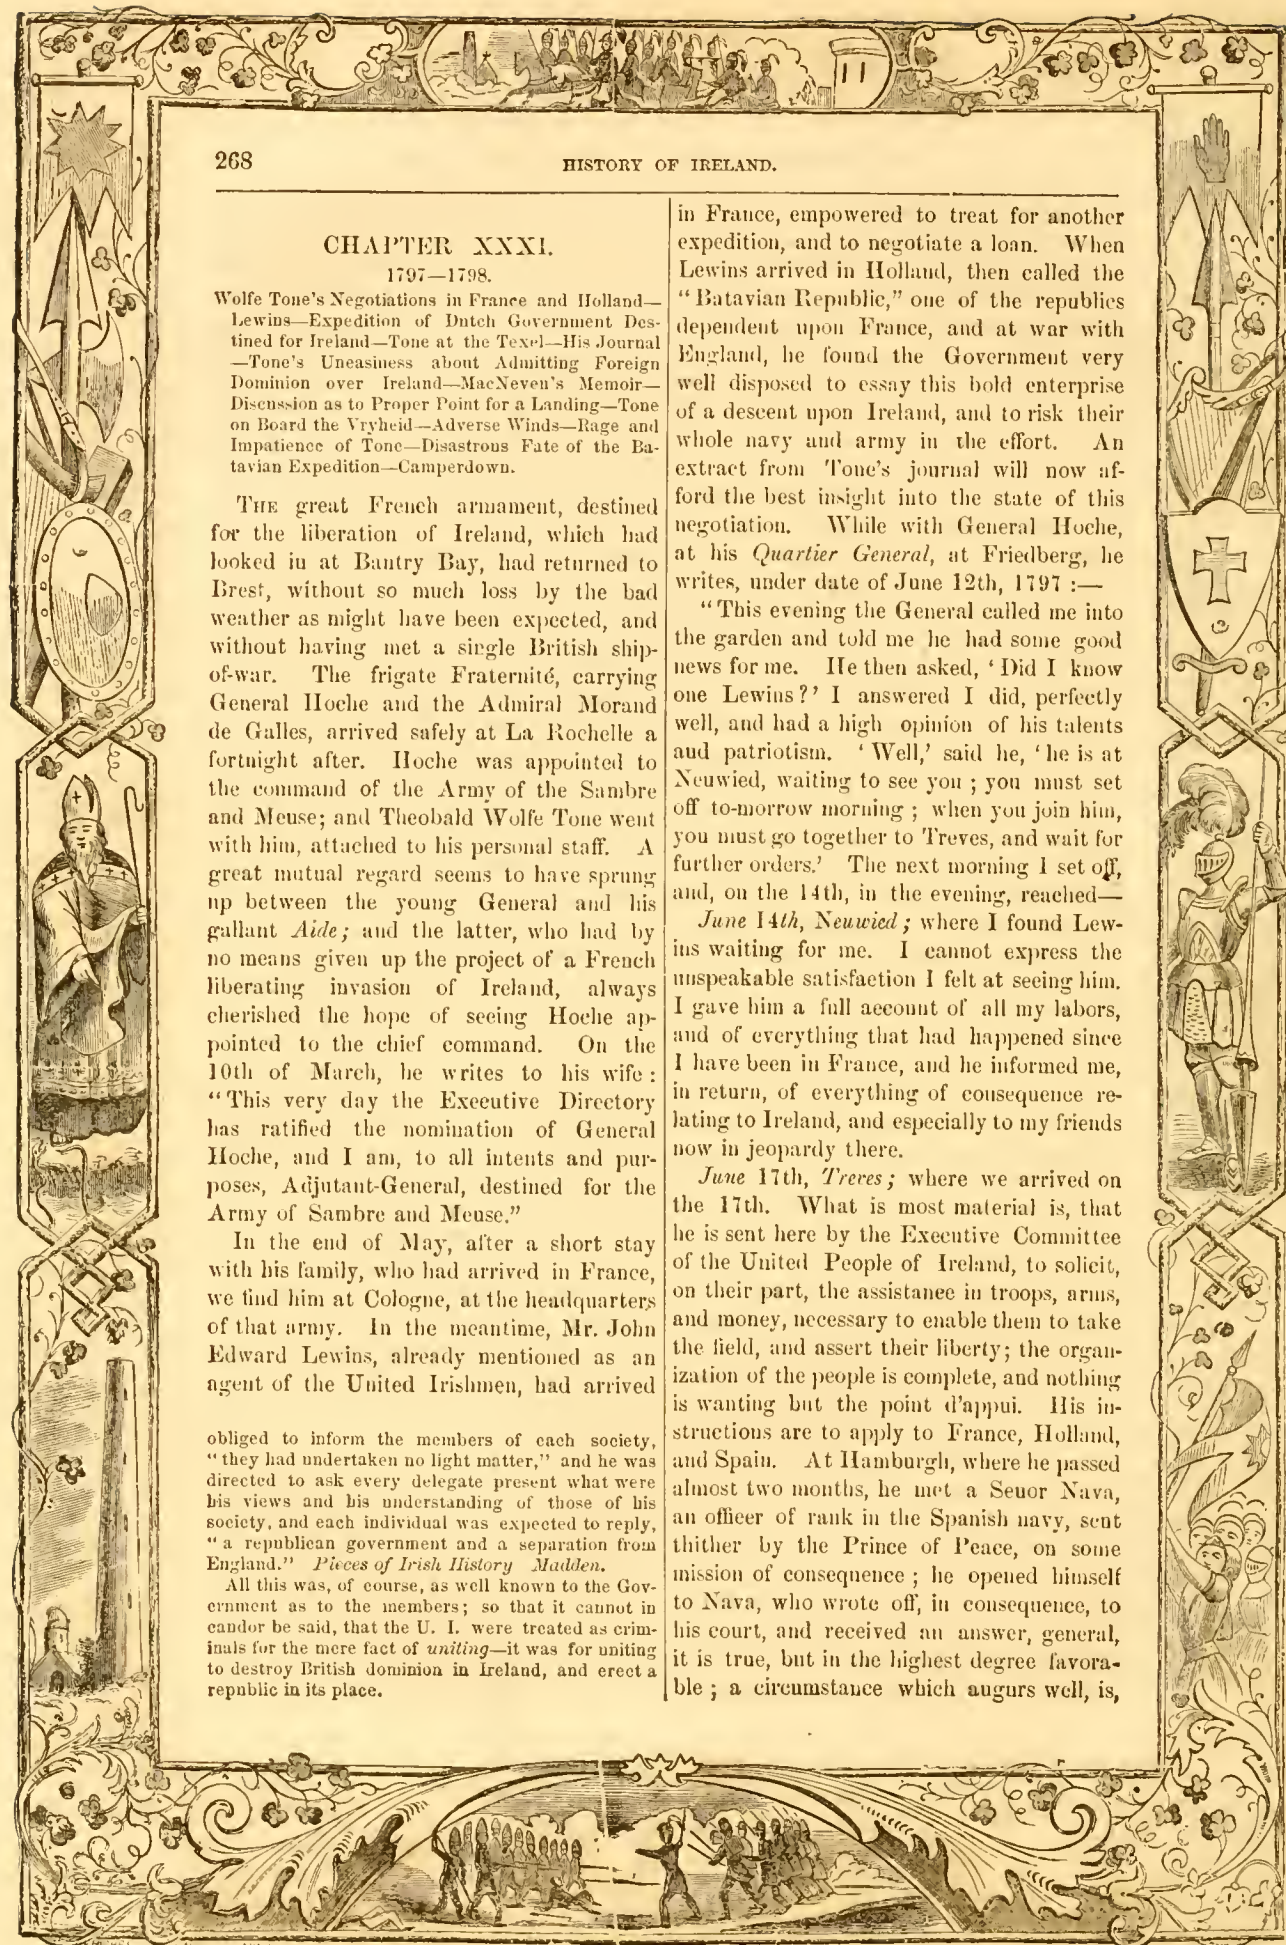 268
HISTORY OF IRELAND.
CHAPTER XXXI.
1797—1798.
Wolfe Tone's Negotiations in France and Holland—
Lewins—Expedition of Dutch Government Des-
tined for Ireland—Tone at the Texel—His Journal
—Tone's Uneasiness about Admitting Foreign
Dominion over Ireland—MacNeven's Memoir—
Discussion as to Proper Point for a Landing—Tone
on Board the Vryheid—Adverse Winds—Rage and
Impatience of Tone—Disastrous Fate of the Ba-
tavian Expedition—Camperdown.
THE great French armament, destined
for the liberation of Ireland, which had
looked in at Bantry Bay, had returned to
Brest, without so much loss by the bad
weather as might have been expected, and
without having met a single British ship-
of-war. The frigate Fraternité, carrying
General Hoche and the Admiral Morand
de Galles, arrived safely at La Rochelle a
fortnight after. Hoche was appointed to
the command of the Army of the Sambre
and Meuse; and Theobald Wolfe Tone went
with him, attached to his personal staff. A
great mutual regard seems to have sprung
up between the young General and his
gallant Aide; and the latter, who had by
no means given up the project of a French
liberating invasion of Ireland, always
cherished the hope of seeing Hoche ap-
pointed to the chief command. On the
10th of March, he writes to his wife:
"This very day the Executive Directory
has ratified the nomination of General
Hoche, and I am, to all intents and pur-
poses, Adjutant-General, destined for the
Army of Sambre and Meuse."
In the end of May, after a short stay
with his family, who had arrived in France,
we find him at Cologne, at the headquarters
of that army. In the meantime, Mr. John
Edward Lewins, already mentioned as an
agent of the United Irishmen, had arrived
obliged to inform the members of each society,
"they had undertaken no light matter," and he was
directed to ask every delegate present what were
his views and his understanding of those of his
society, and each individual was expected to reply,
"a republican government and a separation from
England." Pieces of Irish History Madden.
All this was, of course, as well known to the Gov-
ernment as to the members; so that it cannot in
candor be said, that the U. I. were treated as crim-
inals for the mere fact of uniting—it was for uniting
to destroy British dominion in Ireland, and erect a
republic in its place.
in France, empowered to treat for another
expedition, and to negotiate a loan. When
Lewins arrived in Holland, then called the
"Batavian Republic," one of the republics
dependent upon France, and at war with
England, he found the Government very
well disposed to essay this bold enterprise
of a descent upon Ireland, and to risk their
whole navy and army in the effort. An
extract from Tone's journal will now af-
ford the best insight into the state of this
negotiation. While with General Hoche,
at his Quartier General, at Friedberg, he
writes, under date of June 12th, 1797 :—
"This evening the General called me into
the garden and told me he had some good
news for me. He then asked, 'Did I know
one Lewins?' I answered I did, perfectly
well, and had a high opinion of his talents
and patriotism. 'Well,' said he, 'he is at
Neuwied, waiting to see you ; you must set
off to-morrow morning ; when you join him,
you must go together to Treves, and wait for
further orders.' The next morning I set off,
and, on the 14th, in the evening, reached—
June 14th, Neuwied; where I found Lew-
ins waiting for me. I cannot express the
unspeakable satisfaction I felt at seeing him.
I gave him a full account of all my labors,
and of everything that had happened since
I have been in France, and he informed me,
in return, of everything of consequence re-
lating to Ireland, and especially to my friends
now in jeopardy there.
June 17th, Treves; where we arrived on
the 17th. What is most material is, that
he is sent here by the Executive Committee
of the United People of Ireland, to solicit,
on their part, the assistance in troops, arms,
and money, necessary to enable them to take
the field, and assert their liberty; the organ-
ization of the people is complete, and nothing
is wanting but the point d'appui. His in-
structions are to apply to France, Holland,
and Spain. At Hamburgh, where he passed
almost two months, he met a Senor Nava,
an officer of rank in the Spanish navy, sent
thither by the Prince of Peace, on some
mission of consequence ; he opened himself
to Nava, who wrote off, in consequence, to
his court, and received an answer, general,
it is true, but in the highest degree favora-
ble ; a circumstance which augurs well, is,